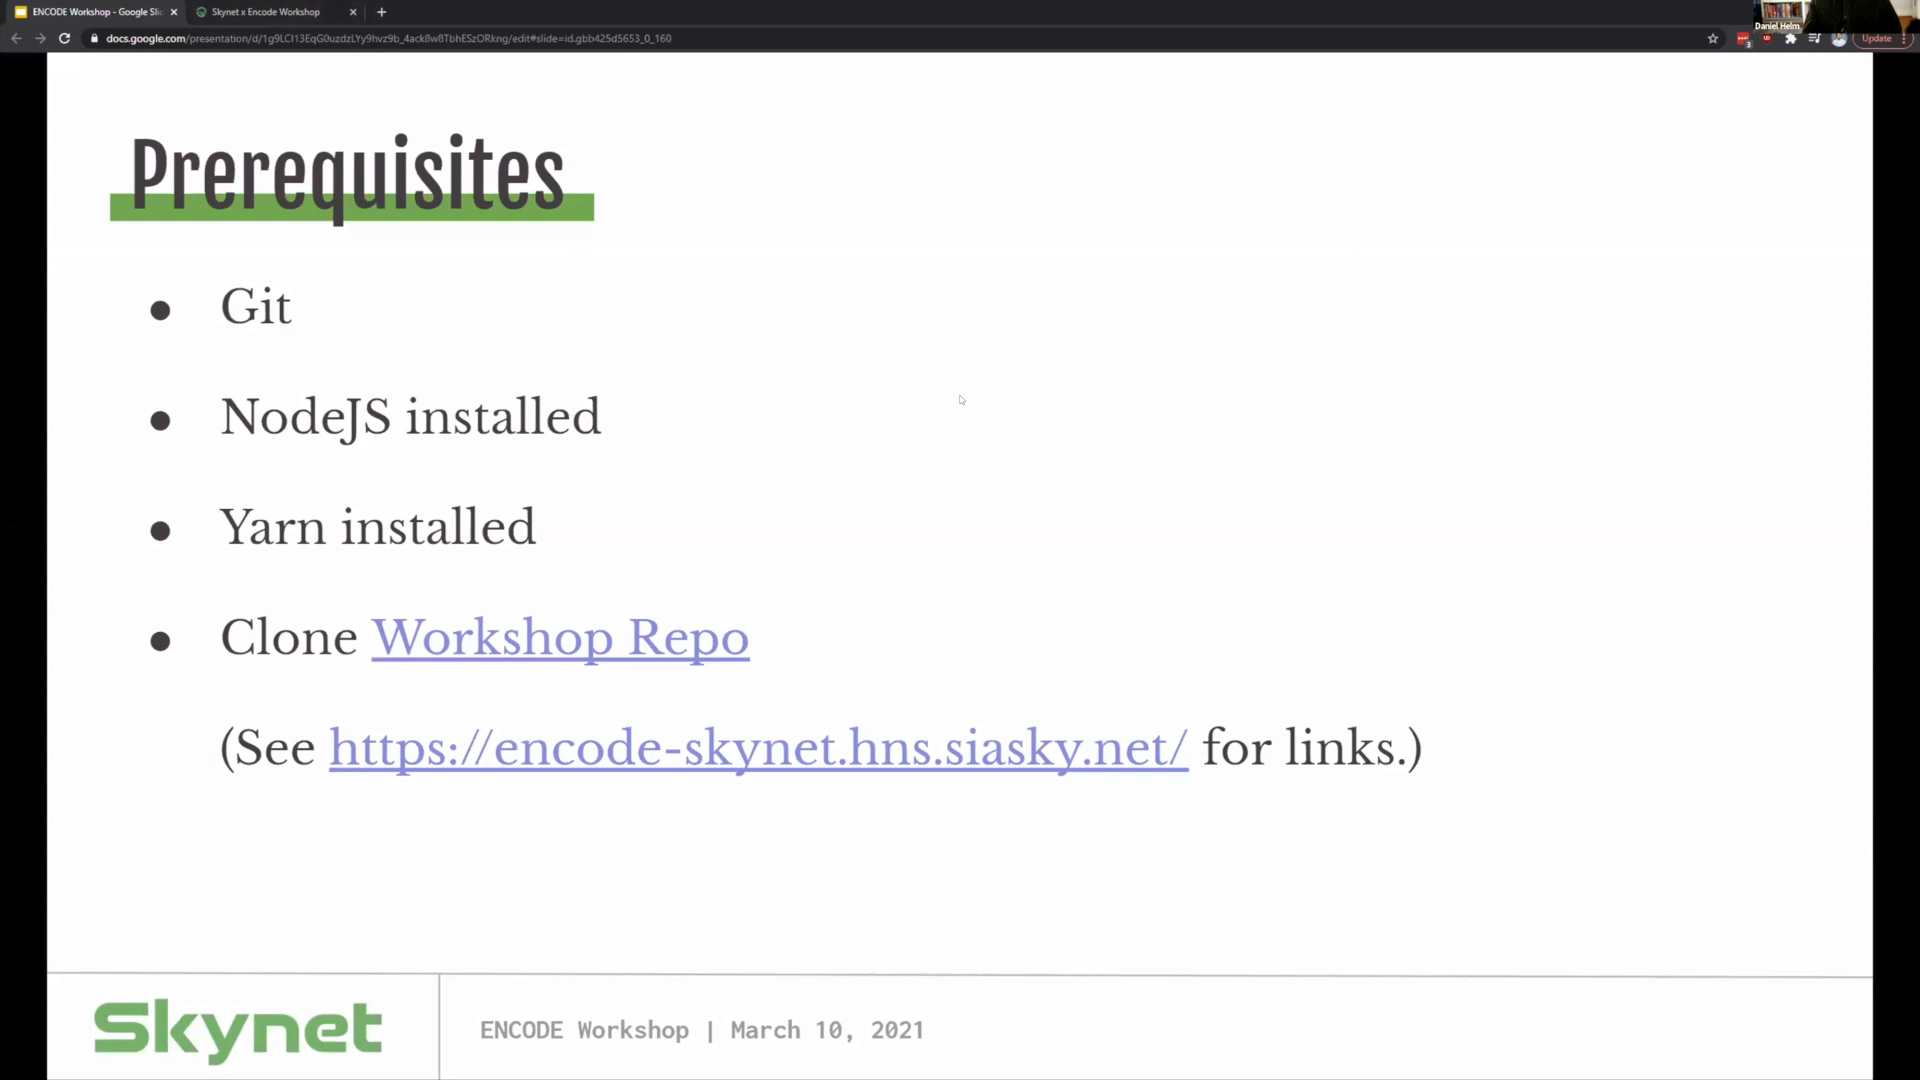 ENCODE Workshop - Google Sli
Skynet x Encode Workshop
docs.google.com/presentation/d/1g9LCI13EqG0uzdzLYy9hvz9b_4ack8w8TbhESzORkng/edit#slide=id.gbb425d5653_0_160
Update
Daniel Helm
Prerequisites
● Git
● NodeJS installed
● Yarn installed
● Clone Workshop Repo
(See https://encode-skynet.hns.siasky.net/ for links.)
Skynet
ENCODE Workshop | March 10, 2021